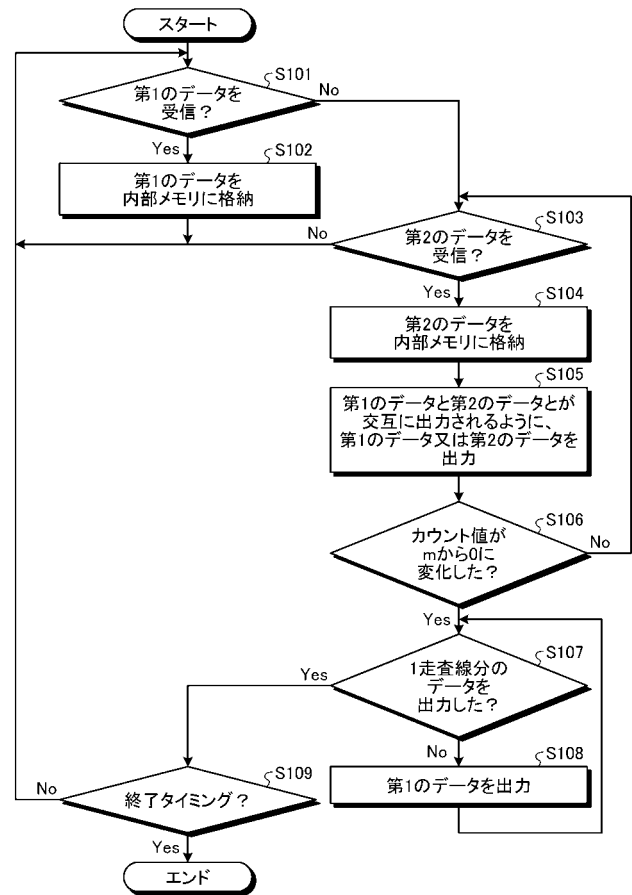 スタート
S101
第1のデータを
受信？
No
Yes
S102
第1のデータを
内部メモリに格納
S103
No
第2のデータを
受信？
Yes
S104
第2のデータを
内部メモリに格納
S105
第1のデータと第2のデータとが
交互に出力されるように、
第1のデータ又は第2のデータを
出力
S106
カウント値が
mから0に
変化した？
No
Yes
S107
Yes
1走査線分の
データを
出力した？
No
S108
第1のデータを出力
S109
No
終了タイミング？
Yes
エンド